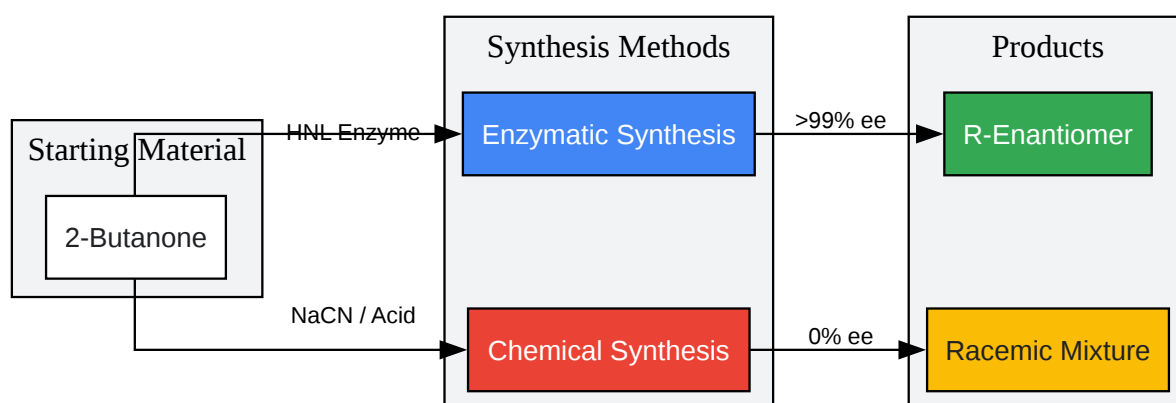 Synthesis Methods
Products
HNL Enzyme
Enzymatic Synthesis
>99% ee
R-Enantiomer
Starting Material
2-Butanone
NaCN / Acid
Chemical Synthesis
0% ee
Racemic Mixture